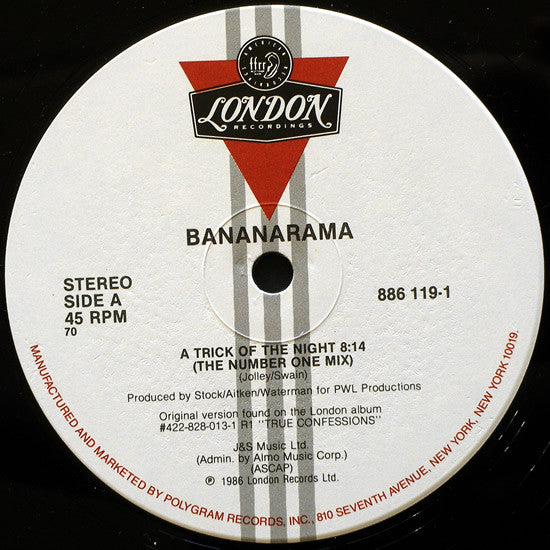 AMERICAN
ffrr
LONDON
RECORDINGS
BANANARAMA
STEREO
SIDE A
45 RPM
70
886 119-1
A TRICK OF THE NIGHT 8:14
(THE NUMBER ONE MIX)
(Jolley/Swain)
Produced by Stock/Aitken/Waterman for PWL Productions
Original version found on the London album
#422-828-013-1 R1 "TRUE CONFESSIONS"
J&S Music Ltd.
(Admin. by Almo Music Corp.)
(ASCAP)
℗ 1986 London Records Ltd.
MANUFACTURED AND MARKETED BY POLYGRAM RECORDS, INC., 810 SEVENTH AVENUE, NEW YORK, NEW YORK 10019.